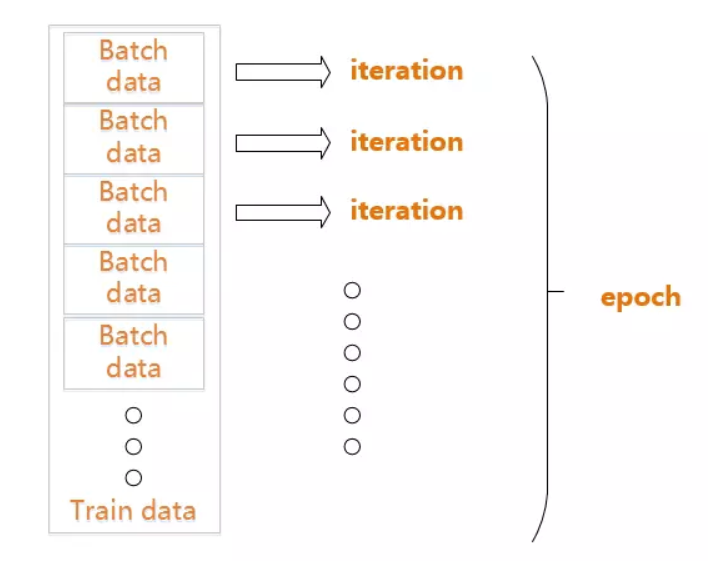 Batch
data
iteration
Batch
data
iteration
Batch
data
iteration
Batch
data
Batch
data
Train data
epoch